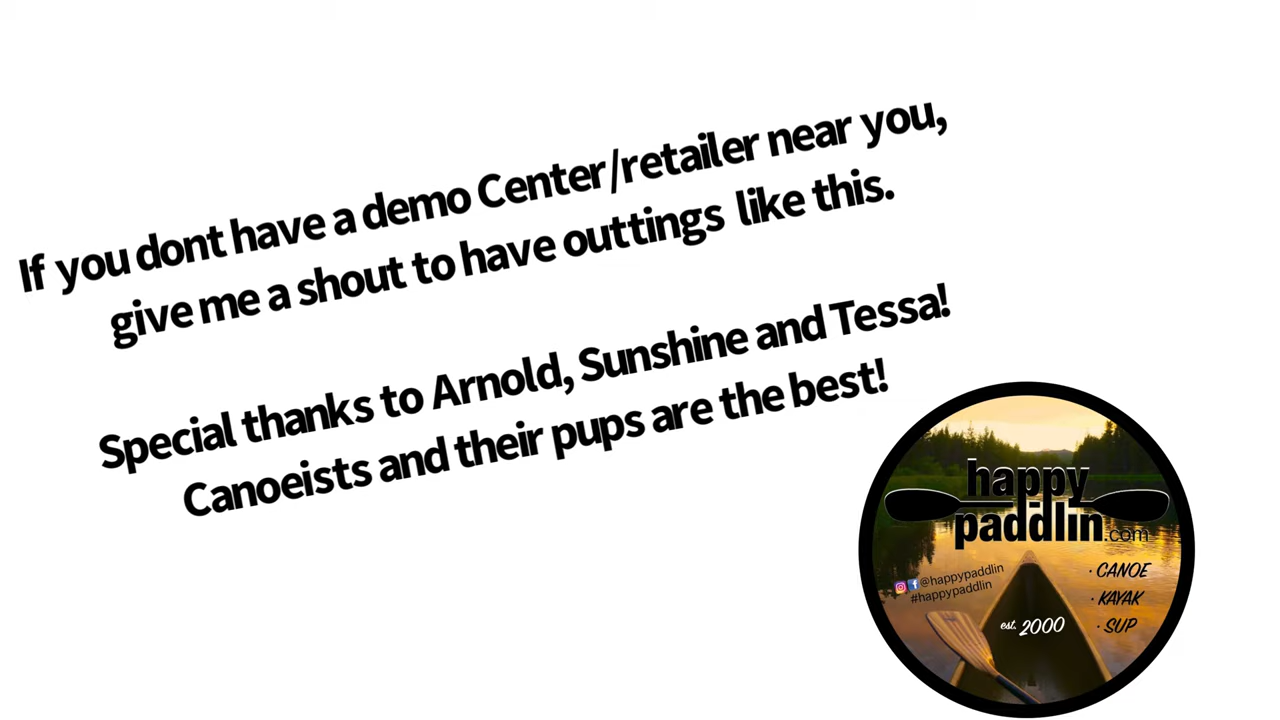 If you dont have a demo Center/retailer near you,
give me a shout to have outtings like this.
Special thanks to Arnold, Sunshine and Tessa!
Canoeists and their pups are the best!
happy
paddlin.com
@happypaddlin
#happypaddlin
est. 2000
· CANOE
· KAYAK
· SUP